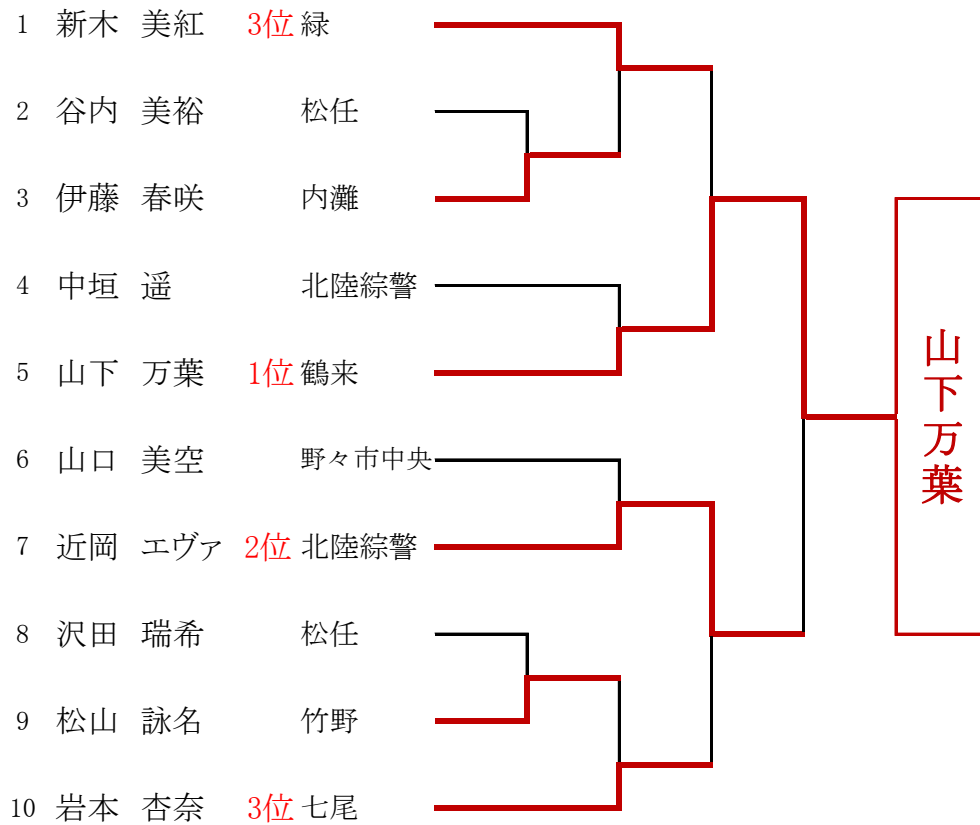 1 新木 美紅 3位 緑
2 谷内 美裕 松任
3 伊藤 春咲 内灘
4 中垣 遥 北陸綜警
5 山下 万葉 1位 鶴来
6 山口 美空 野々市中央
7 近岡 エヴァ 2位 北陸綜警
8 沢田 瑞希 松任
9 松山 詠名 竹野
10 岩本 杏奈 3位 七尾
山下万葉